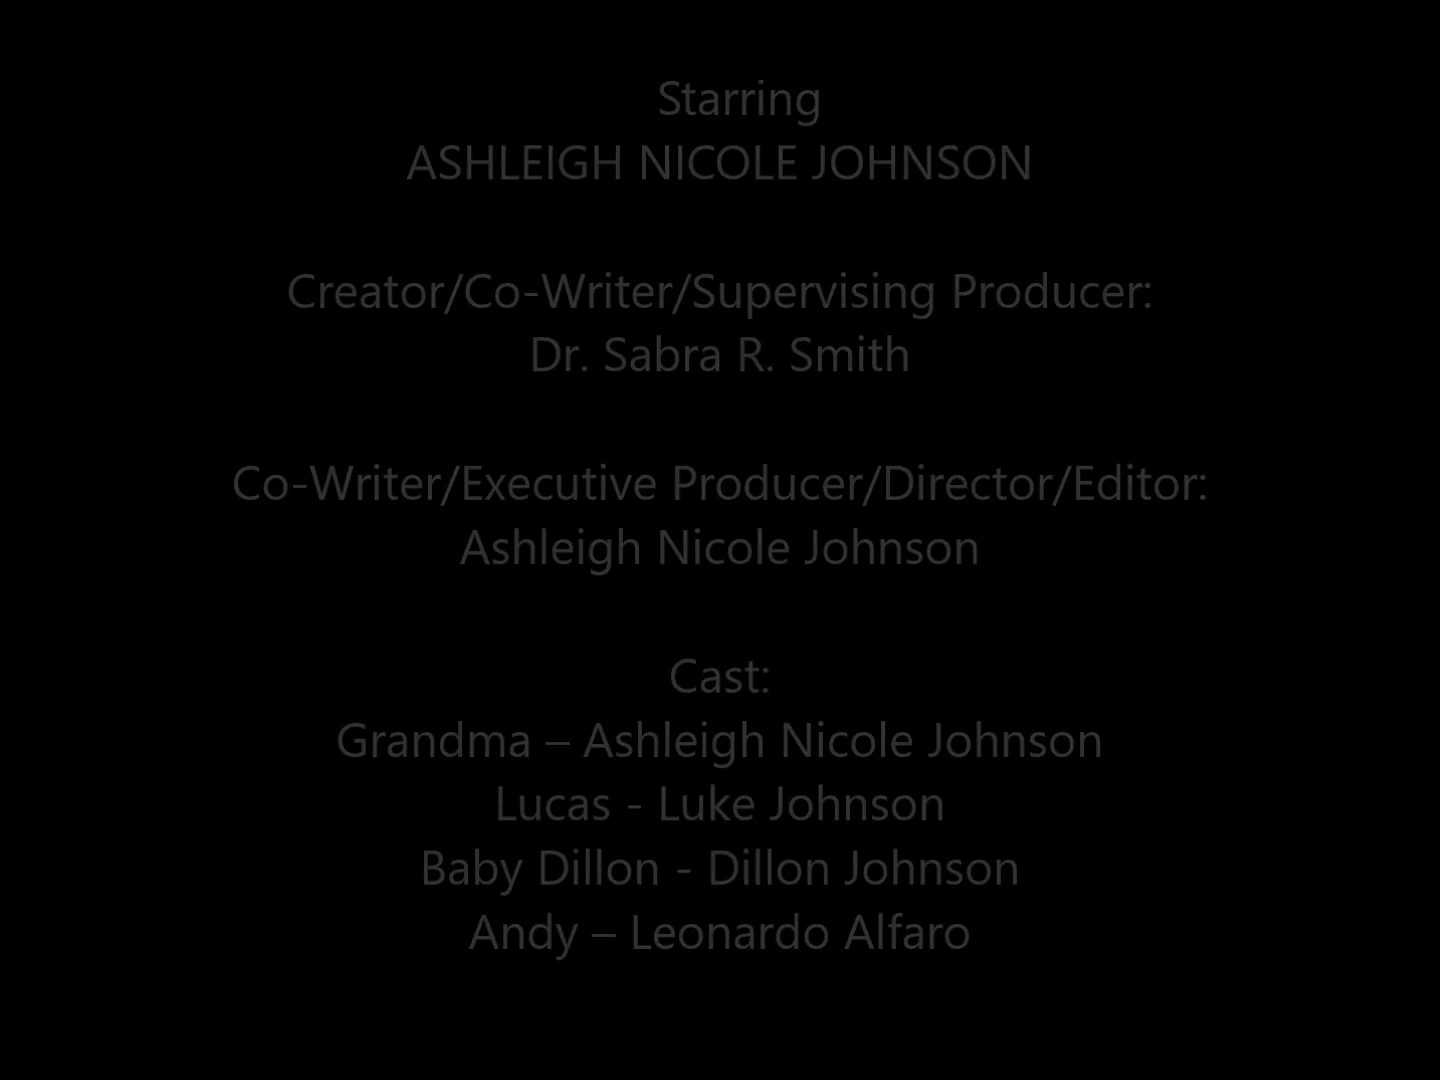 Starring
ASHLEIGH NICOLE JOHNSON
Creator/Co-Writer/Supervising Producer:
Dr. Sabra R. Smith
Co-Writer/Executive Producer/Director/Editor:
Ashleigh Nicole Johnson
Cast:
Grandma – Ashleigh Nicole Johnson
Lucas - Luke Johnson
Baby Dillon - Dillon Johnson
Andy – Leonardo Alfaro